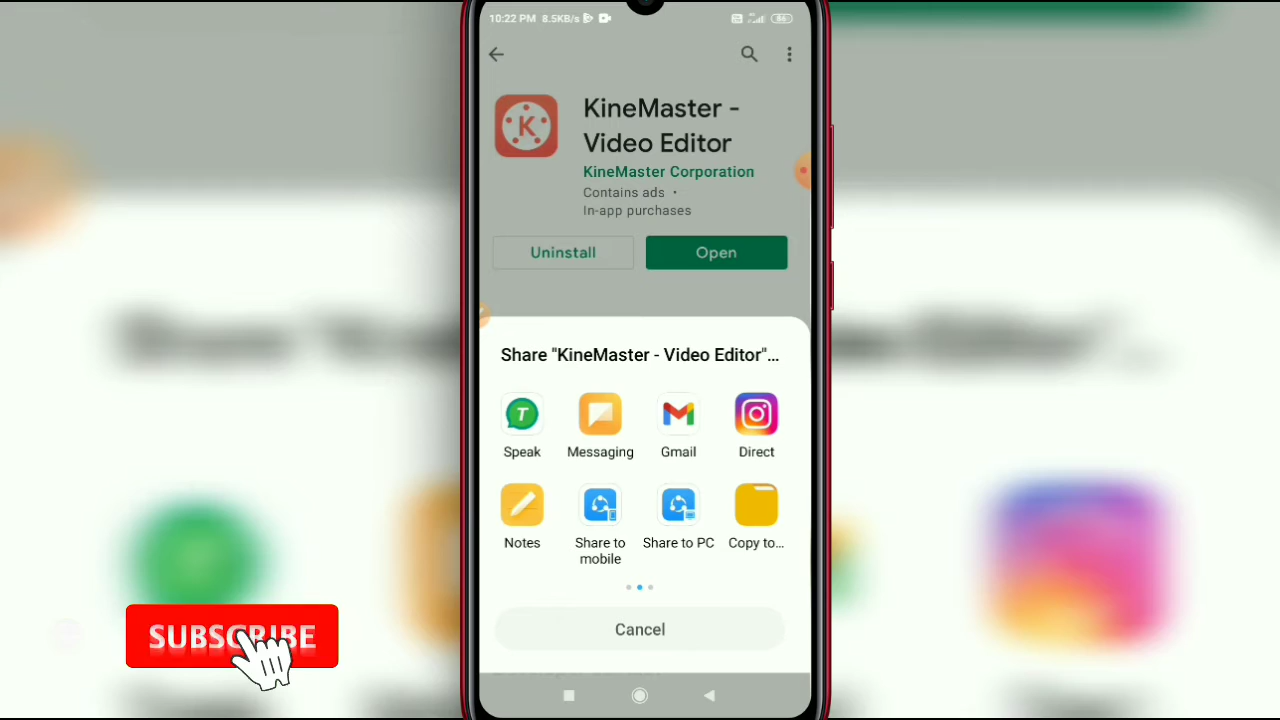 10:22 PM 8.5KB/s
KineMaster -
Video Editor
KineMaster Corporation
Contains ads •
In-app purchases
Uninstall
Open
Share "KineMaster - Video Editor"...
Speak
Messaging
Gmail
Direct
Notes
Share to
mobile
Share to PC
Copy to...
Cancel
SUBSCRIBE